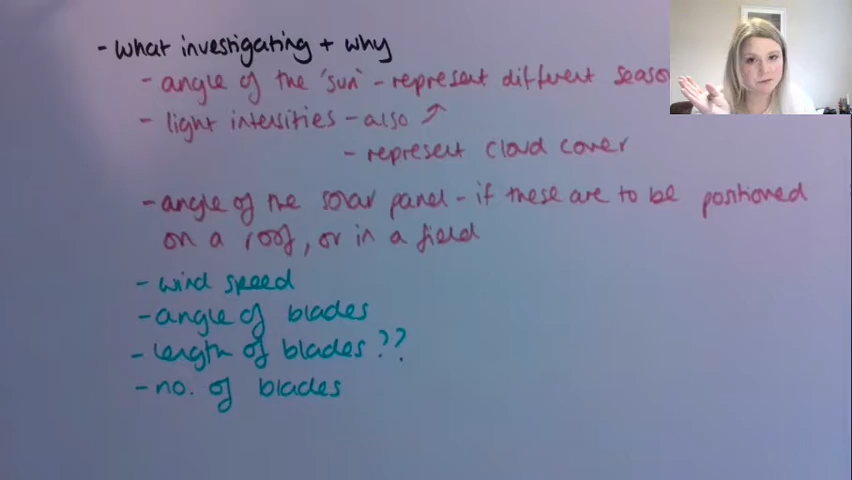 - what investigating + why
- angle of the 'sun' - represent different seaso
- light intensities - also ↗
- represent cloud cover
- angle of the solar panel - if these are to be positioned
on a roof, or in a field
- wind speed
- angle of blades
- length of blades ??
- no. of blades